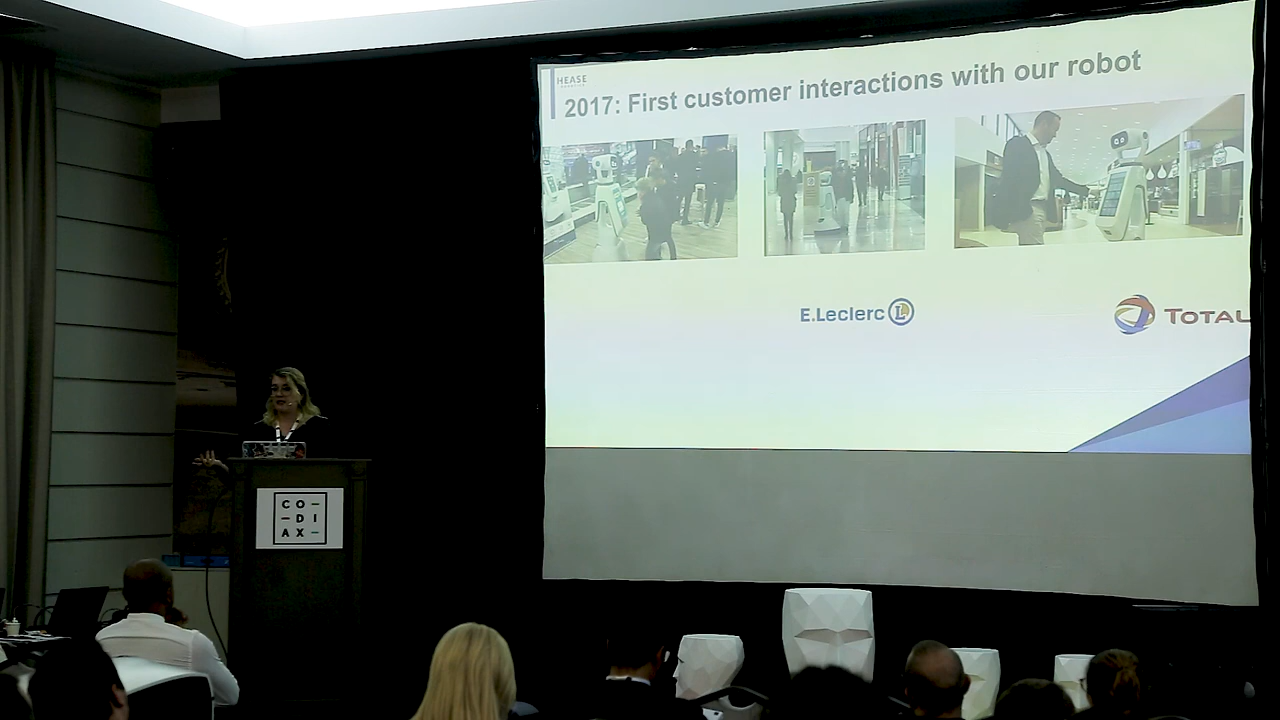 HEASE
2017: First customer interactions with our robot
E.Leclerc L
TOTAL
CO—
—DI
AX—